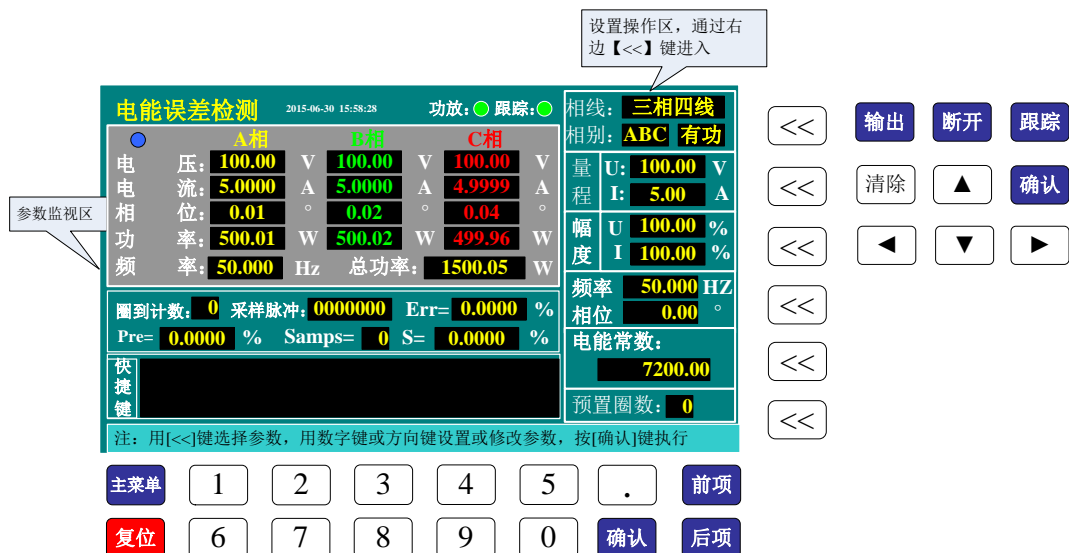 设置操作区，通过右
边【<<】键进入
电能误差检测 2015-06-30 15:58:28 功放: 跟踪:
A相 B相 C相
电 压: 100.00 V 100.00 V 100.00 V
电 流: 5.0000 A 5.0000 A 4.9999 A
相 位: 0.01 ° 0.02 ° 0.04 °
功 率: 500.01 W 500.02 W 499.96 W
频 率: 50.000 Hz 总功率: 1500.05 W
参数监视区
圈到计数: 0 采样脉冲: 0000000 Err= 0.0000 %
Pre= 0.0000 % Samps= 0 S= 0.0000 %
快
捷
键
注：用[<<]键选择参数，用数字键或方向键设置或修改参数，按[确认]键执行
相线: 三相四线
相别: ABC 有功
量 U: 100.00 V
程 I: 5.00 A
幅 U 100.00 %
度 I 100.00 %
频率 50.000 HZ
相位 0.00 °
电能常数:
7200.00
预置圈数: 0
<<
<<
<<
<<
<<
<<
输出 断开 跟踪
清除 ▲ 确认
◀ ▼ ▶
主菜单 1 2 3 4 5 . 前项
复位 6 7 8 9 0 确认 后项